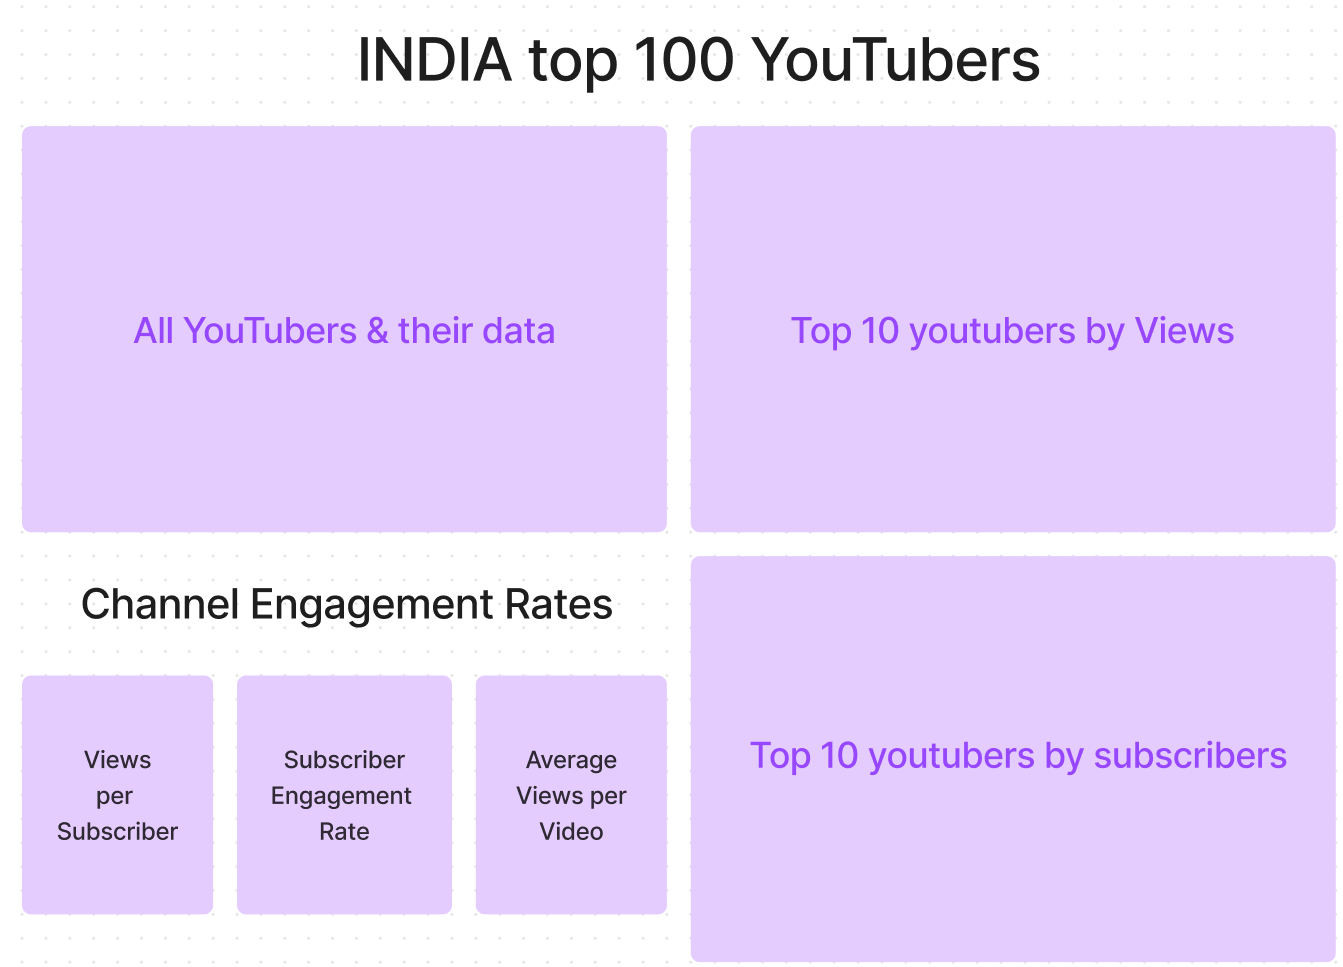 INDIA top 100 YouTubers
All YouTubers & their data
Top 10 youtubers by Views
Channel Engagement Rates
Views
per
Subscriber
Subscriber
Engagement
Rate
Average
Views per
Video
Top 10 youtubers by subscribers